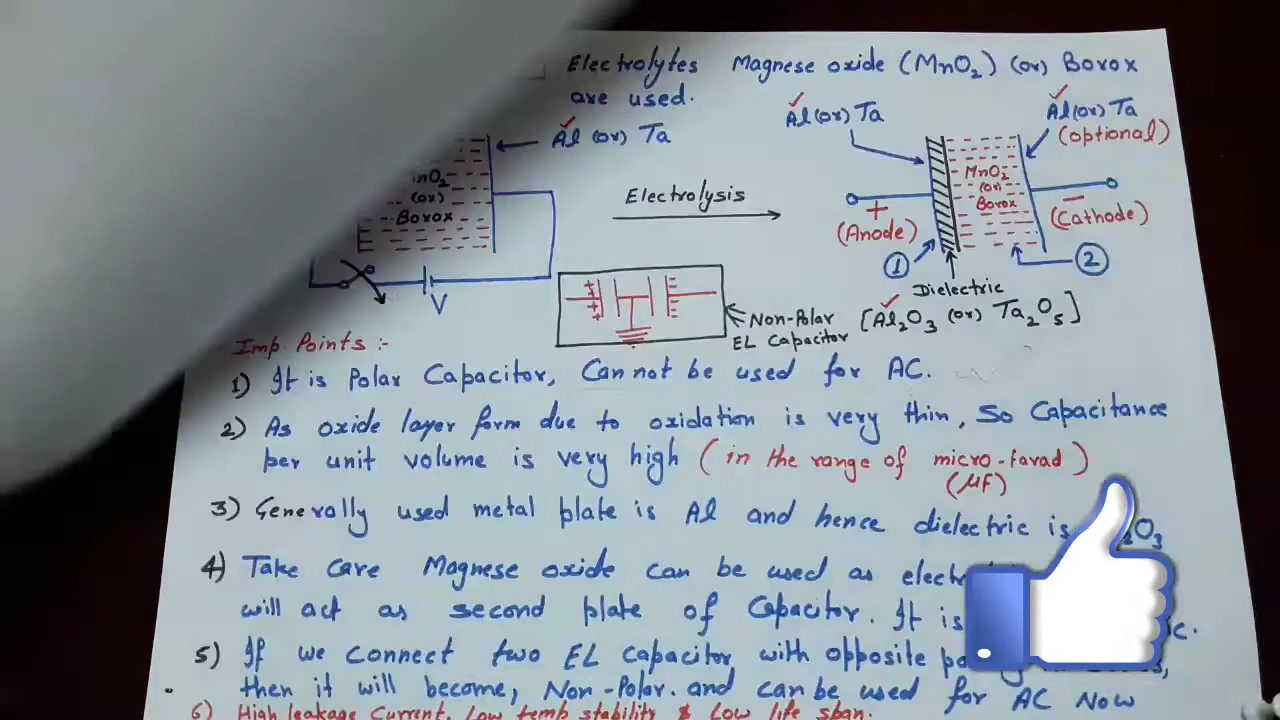 Electrolytes Magnese oxide (MnO2) (or) Borox
are used.
Al (or) Ta
Al (or) Ta
Al (or) Ta
(optional)
nO2
(or)
Borox
Electrolysis
MnO2
(or)
Borox
+
(Anode)
−
(Cathode)
1
2
V
Dielectric
[Al2O3 (or) Ta2O5]
Non-Polar
EL Capacitor
Imp Points :-
1) It is Polar Capacitor, Cannot be used for AC.
2) As oxide layer form due to oxidation is very thin, so Capacitance
per unit volume is very high (in the range of micro-farad)
(μF)
3) Generally used metal plate is Al and hence dielectric is 2O3
4) Take care Magnese oxide can be used as
will act as second plate of Capacitor. It is
5) If we connect two EL capacitor with opposite
then it will become, Non-Polar. and can be used for AC Now
6) High leakage Current, Low temp stability & Low life span.